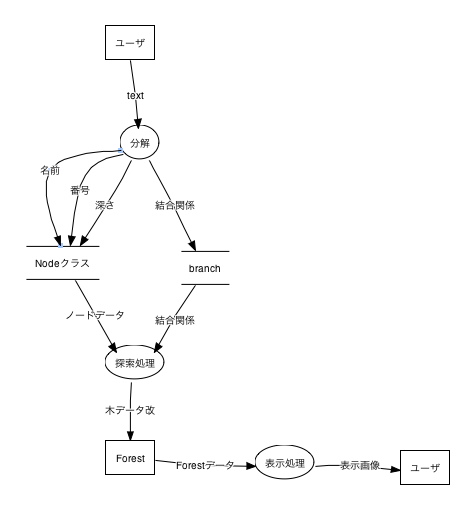 ユーザ
text
分解
名前
番号
深さ
結合関係
Nodeクラス
branch
ノードデータ
結合関係
探索処理
木データ改
Forest
Forestデータ
表示処理
表示画像
ユーザ